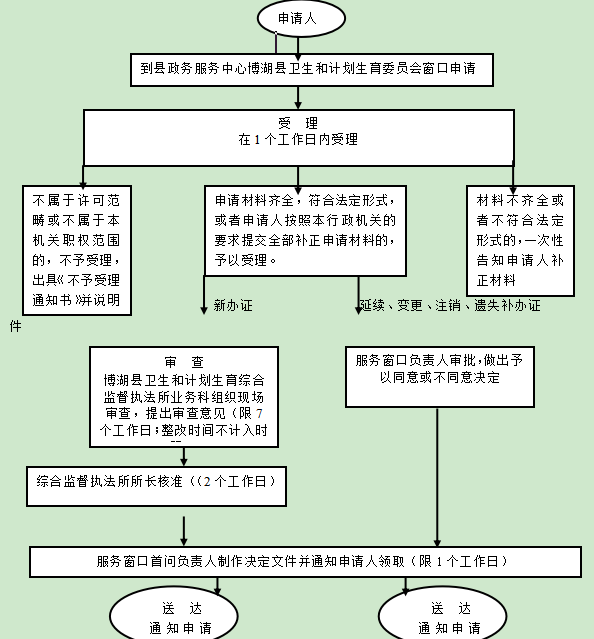 申请人
到县政务服务中心博湖县卫生和计划生育委员会窗口申请
受 理
在1个工作日内受理
不属于许可范
畴或不属于本
机关职权范围
的，不予受理，
出具《不予受理
通知书》并说明
申请材料齐全，符合法定形式，
或者申请人按照本行政机关的
要求提交全部补正申请材料的，
予以受理。
材料不齐全或
者不符合法定
形式的，一次性
告知申请人补
正材料
新办证
延续、变更、注销、遗失补办证
件
审 查
博湖县卫生和计划生育综合
监督执法所业务科组织现场
审查，提出审查意见（限7
个工作日；整改时间不计入时
服务窗口负责人审批，做出予
以同意或不同意决定
综合监督执法所所长核准（(2个工作日）
服务窗口首问负责人制作决定文件并通知申请人领取（限1个工作日）
送 达
通知申请
送 达
通知申请